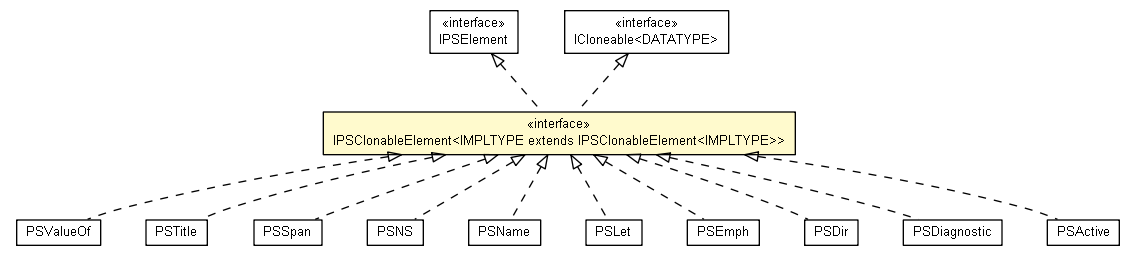 «interface»
IPSElement
«interface»
ICloneable<DATATYPE>
«interface»
IPSClonableElement<IMPLTYPE extends IPSClonableElement<IMPLTYPE>>
PSValueOf
PSTitle
PSSpan
PSNS
PSName
PSLet
PSEmph
PSDir
PSDiagnostic
PSActive